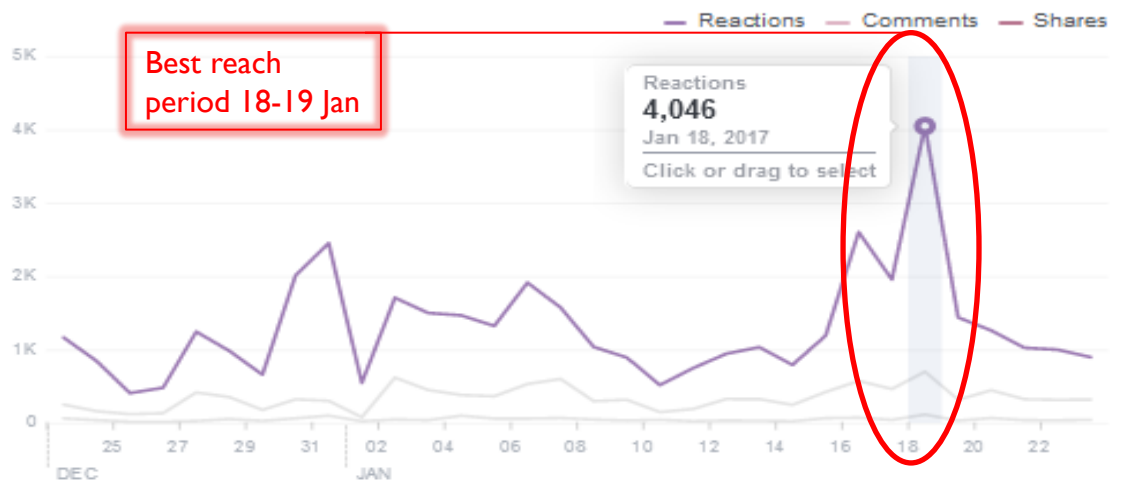 Reactions Comments Shares
Best reach
period 18-19 Jan
Reactions
4,046
Jan 18, 2017
Click or drag to select
5K
4K
3K
2K
1K
0
25 27 29 31 02 04 06 08 10 12 14 16 18 20 22
DEC JAN